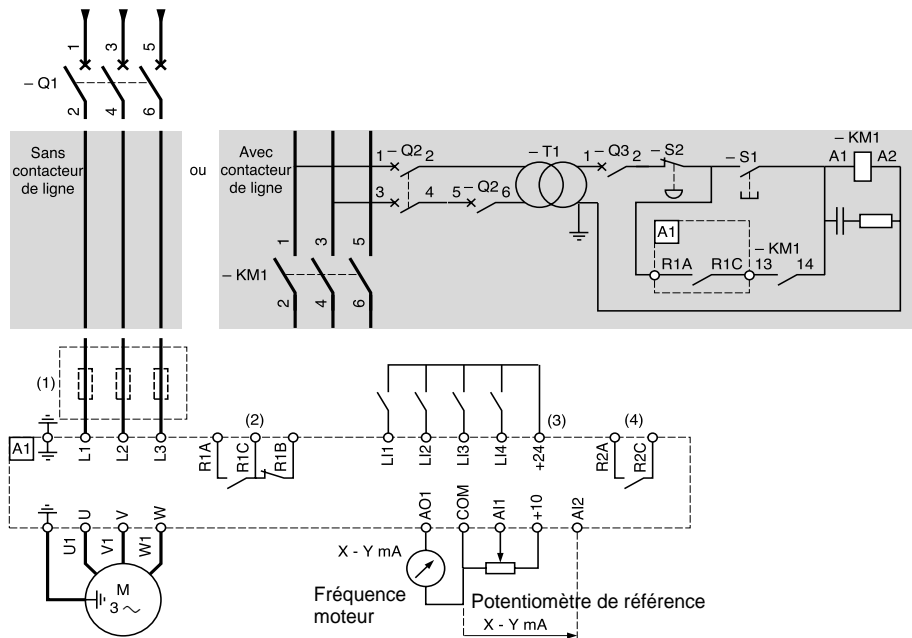 1 3 5
– Q1
2 4 6
Sans
contacteur
de ligne
ou
Avec
contacteur
de ligne
1 – Q2 2
3 4 5 – Q2 6
– T1
1 – Q3 2
– S2
– S1
– KM1
A1 A2
A1
R1A R1C
– KM1
13 14
1 3 5
– KM1
2 4 6
(1)
A1
L1 L2 L3
R1A R1C R1B
(2)
LI1 LI2 LI3 LI4 +24
(3)
R2A R2C
(4)
U V W
U1 V1 W1
M
3 ~
AO1 COM AI1 +10 AI2
X - Y mA
Fréquence
moteur
Potentiomètre de référence
X - Y mA